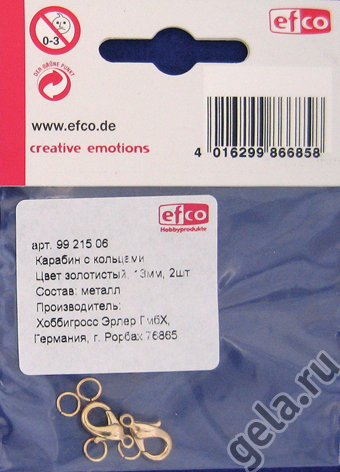 efco
0-3
DER GRÜNE PUNKT
www.efco.de
creative emotions
4 016299 866858
efco
Hobbyprodukte
арт. 99 215 06
Карабин с кольцами
Цвет золотистый, 13мм, 2шт
Состав: металл
Производитель:
Хоббигросс Эрлер ГмбХ,
Германия, г. Рорбах 76865
gela.ru